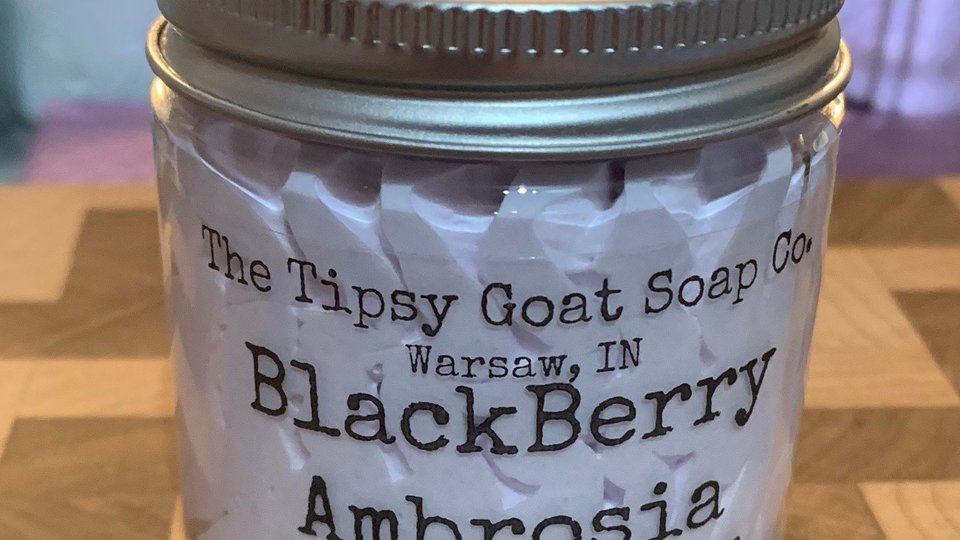 The Tipsy Goat Soap Co.
Warsaw, IN
BlackBerry
Ambrosia